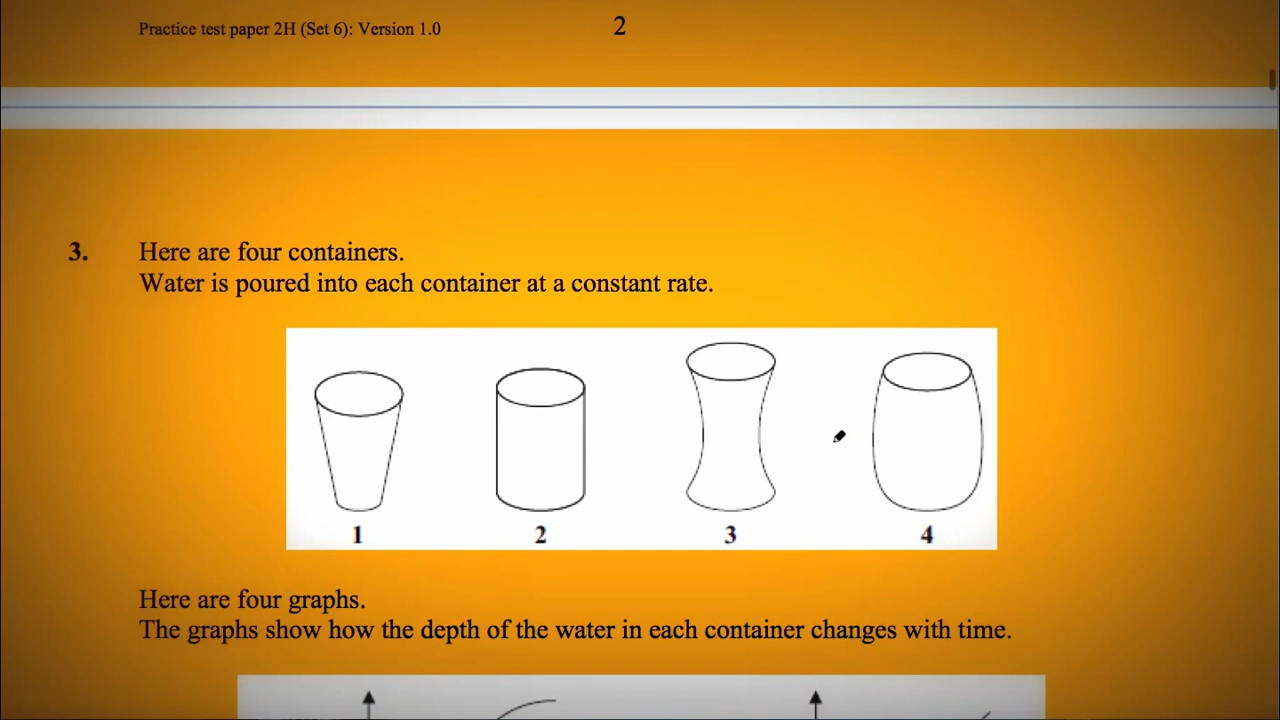 Practice test paper 2H (Set 6): Version 1.0
2
3. Here are four containers.
Water is poured into each container at a constant rate.
1 2 3 4
Here are four graphs.
The graphs show how the depth of the water in each container changes with time.